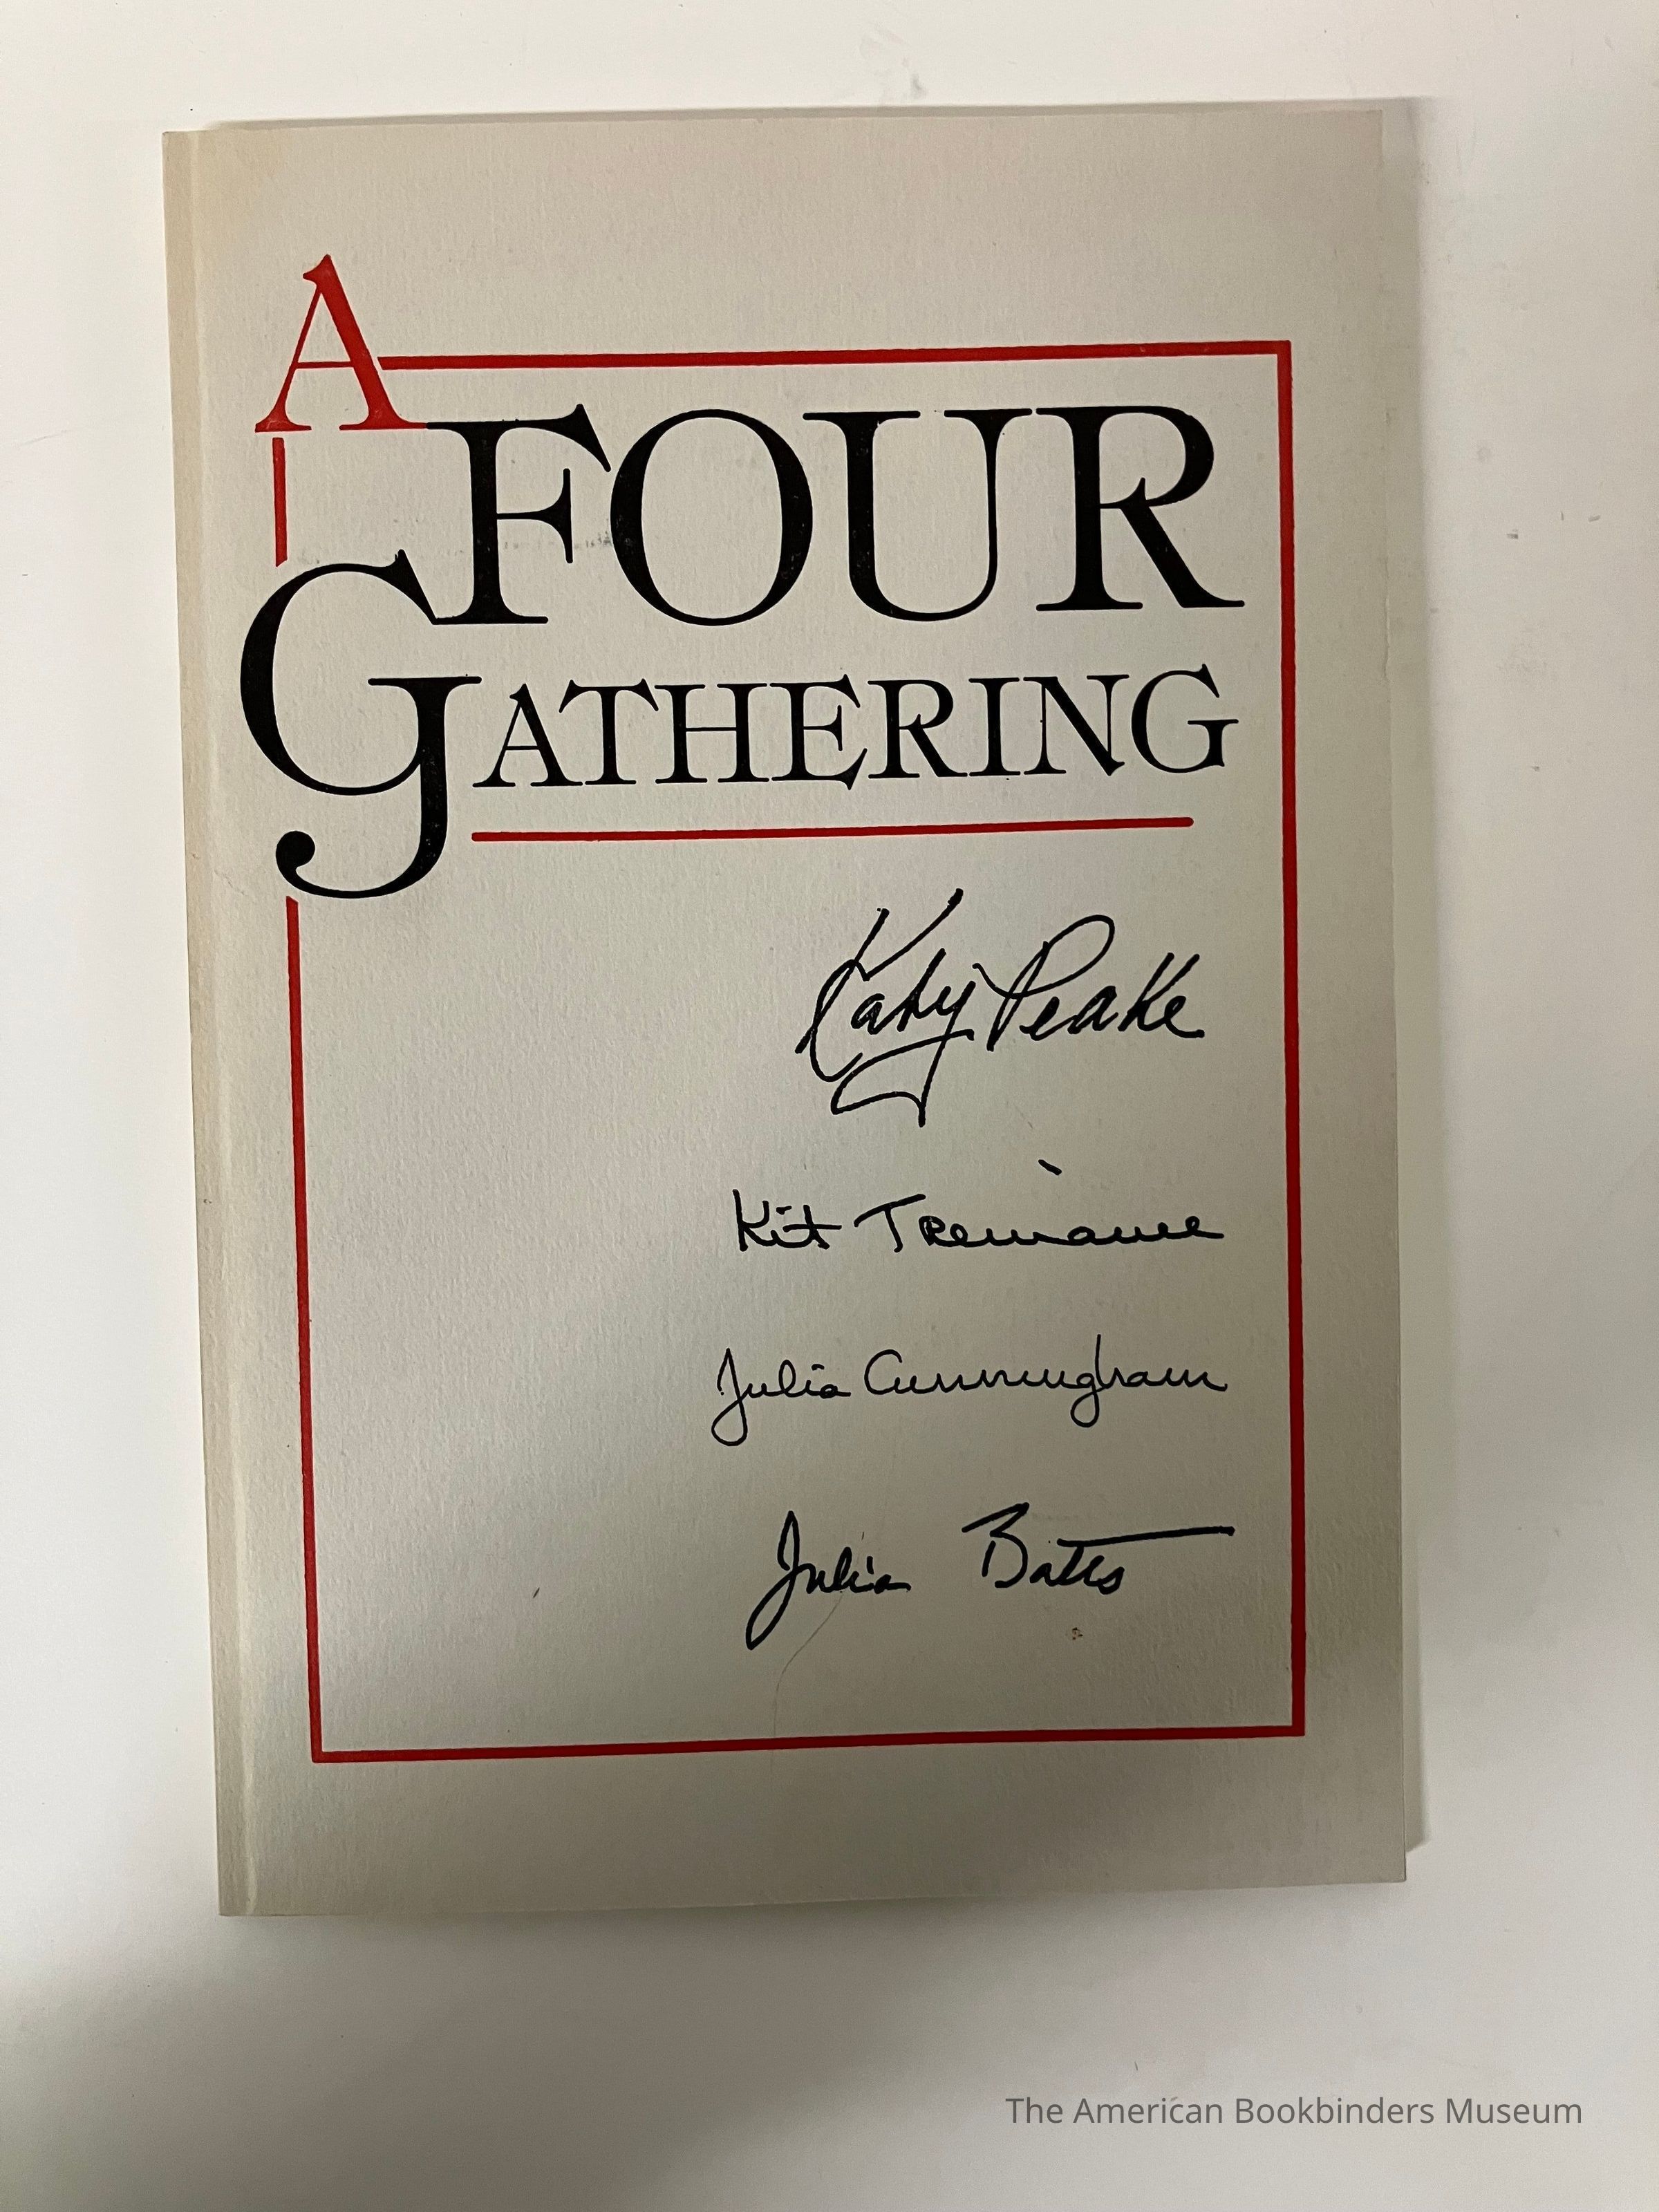 A
FOUR
GATHERING
Katy Peake
Kit Tremaine
Julia Cunningham
Julia Bates
The American Bookbinders Museum